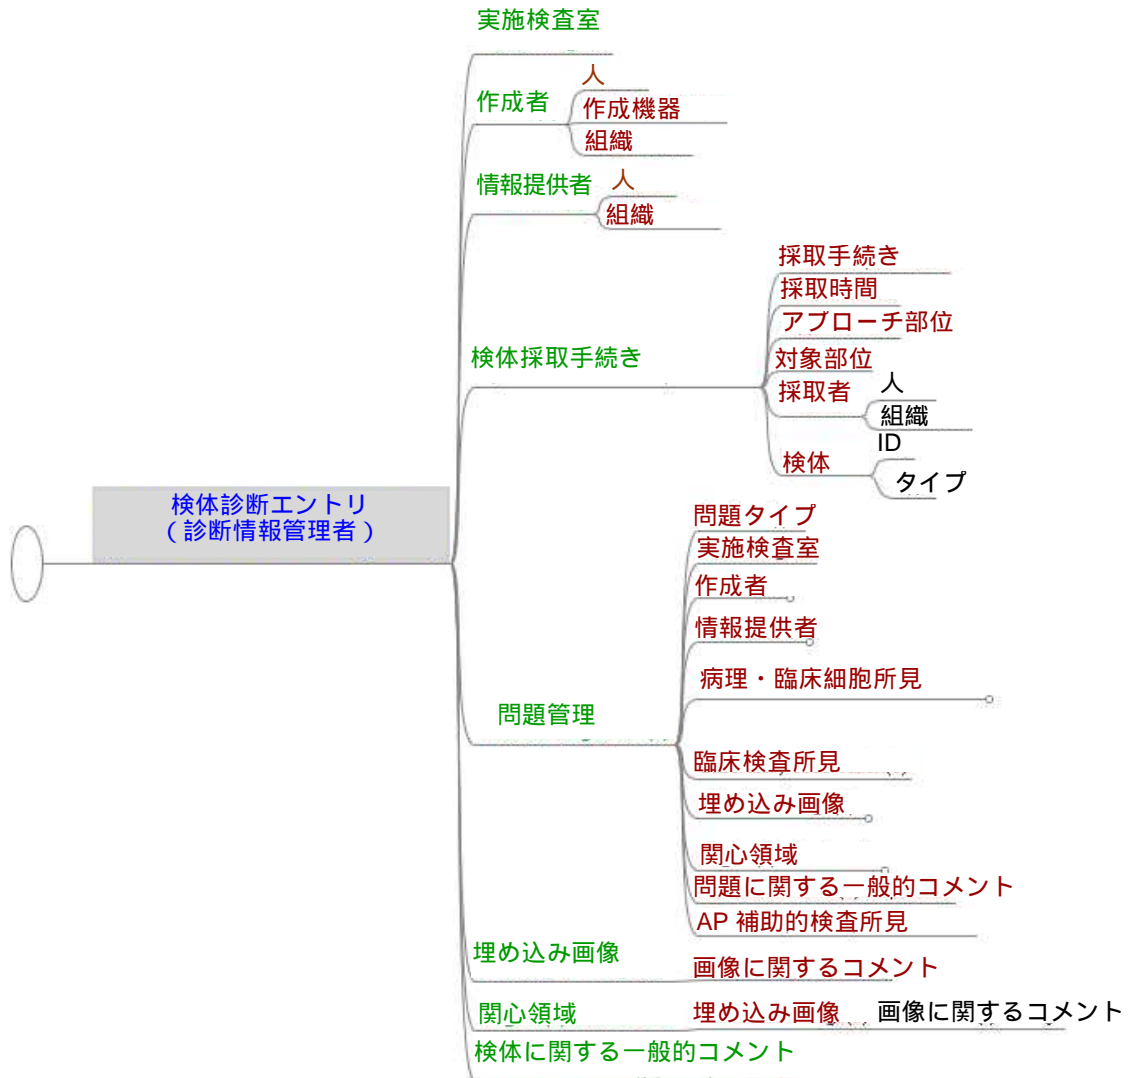 実施検査室
人
作成者
作成機器
組織
情報提供者
人
組織
採取手続き
採取時間
アブローチ部位
検体採取手続き
対象部位
採取者
人
組織
ID
検体
タイプ
検体診断エントリ
（診断情報管理者）
問題タイプ
実施検査室
作成者
情報提供者
病理・臨床細胞所見
問題管理
臨床検査所見
埋め込み画像
関心領域
問題に関する一般的コメント
AP 補助的検査所見
埋め込み画像
画像に関するコメント
関心領域
埋め込み画像
画像に関するコメント
検体に関する一般的コメント